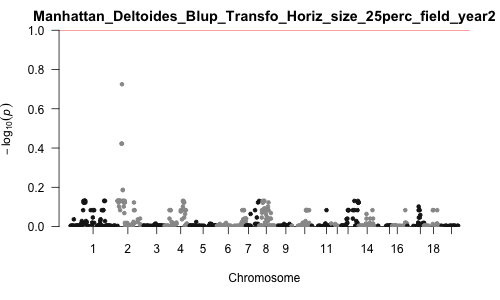 Manhattan_Deltoides_Blup_Transfo_Horiz_size_25perc_field_year2
1.0
0.8
0.6
0.4
0.2
0.0
− log10(p)
1 2 3 4 5 6 7 8 9 11 14 16 18
Chromosome